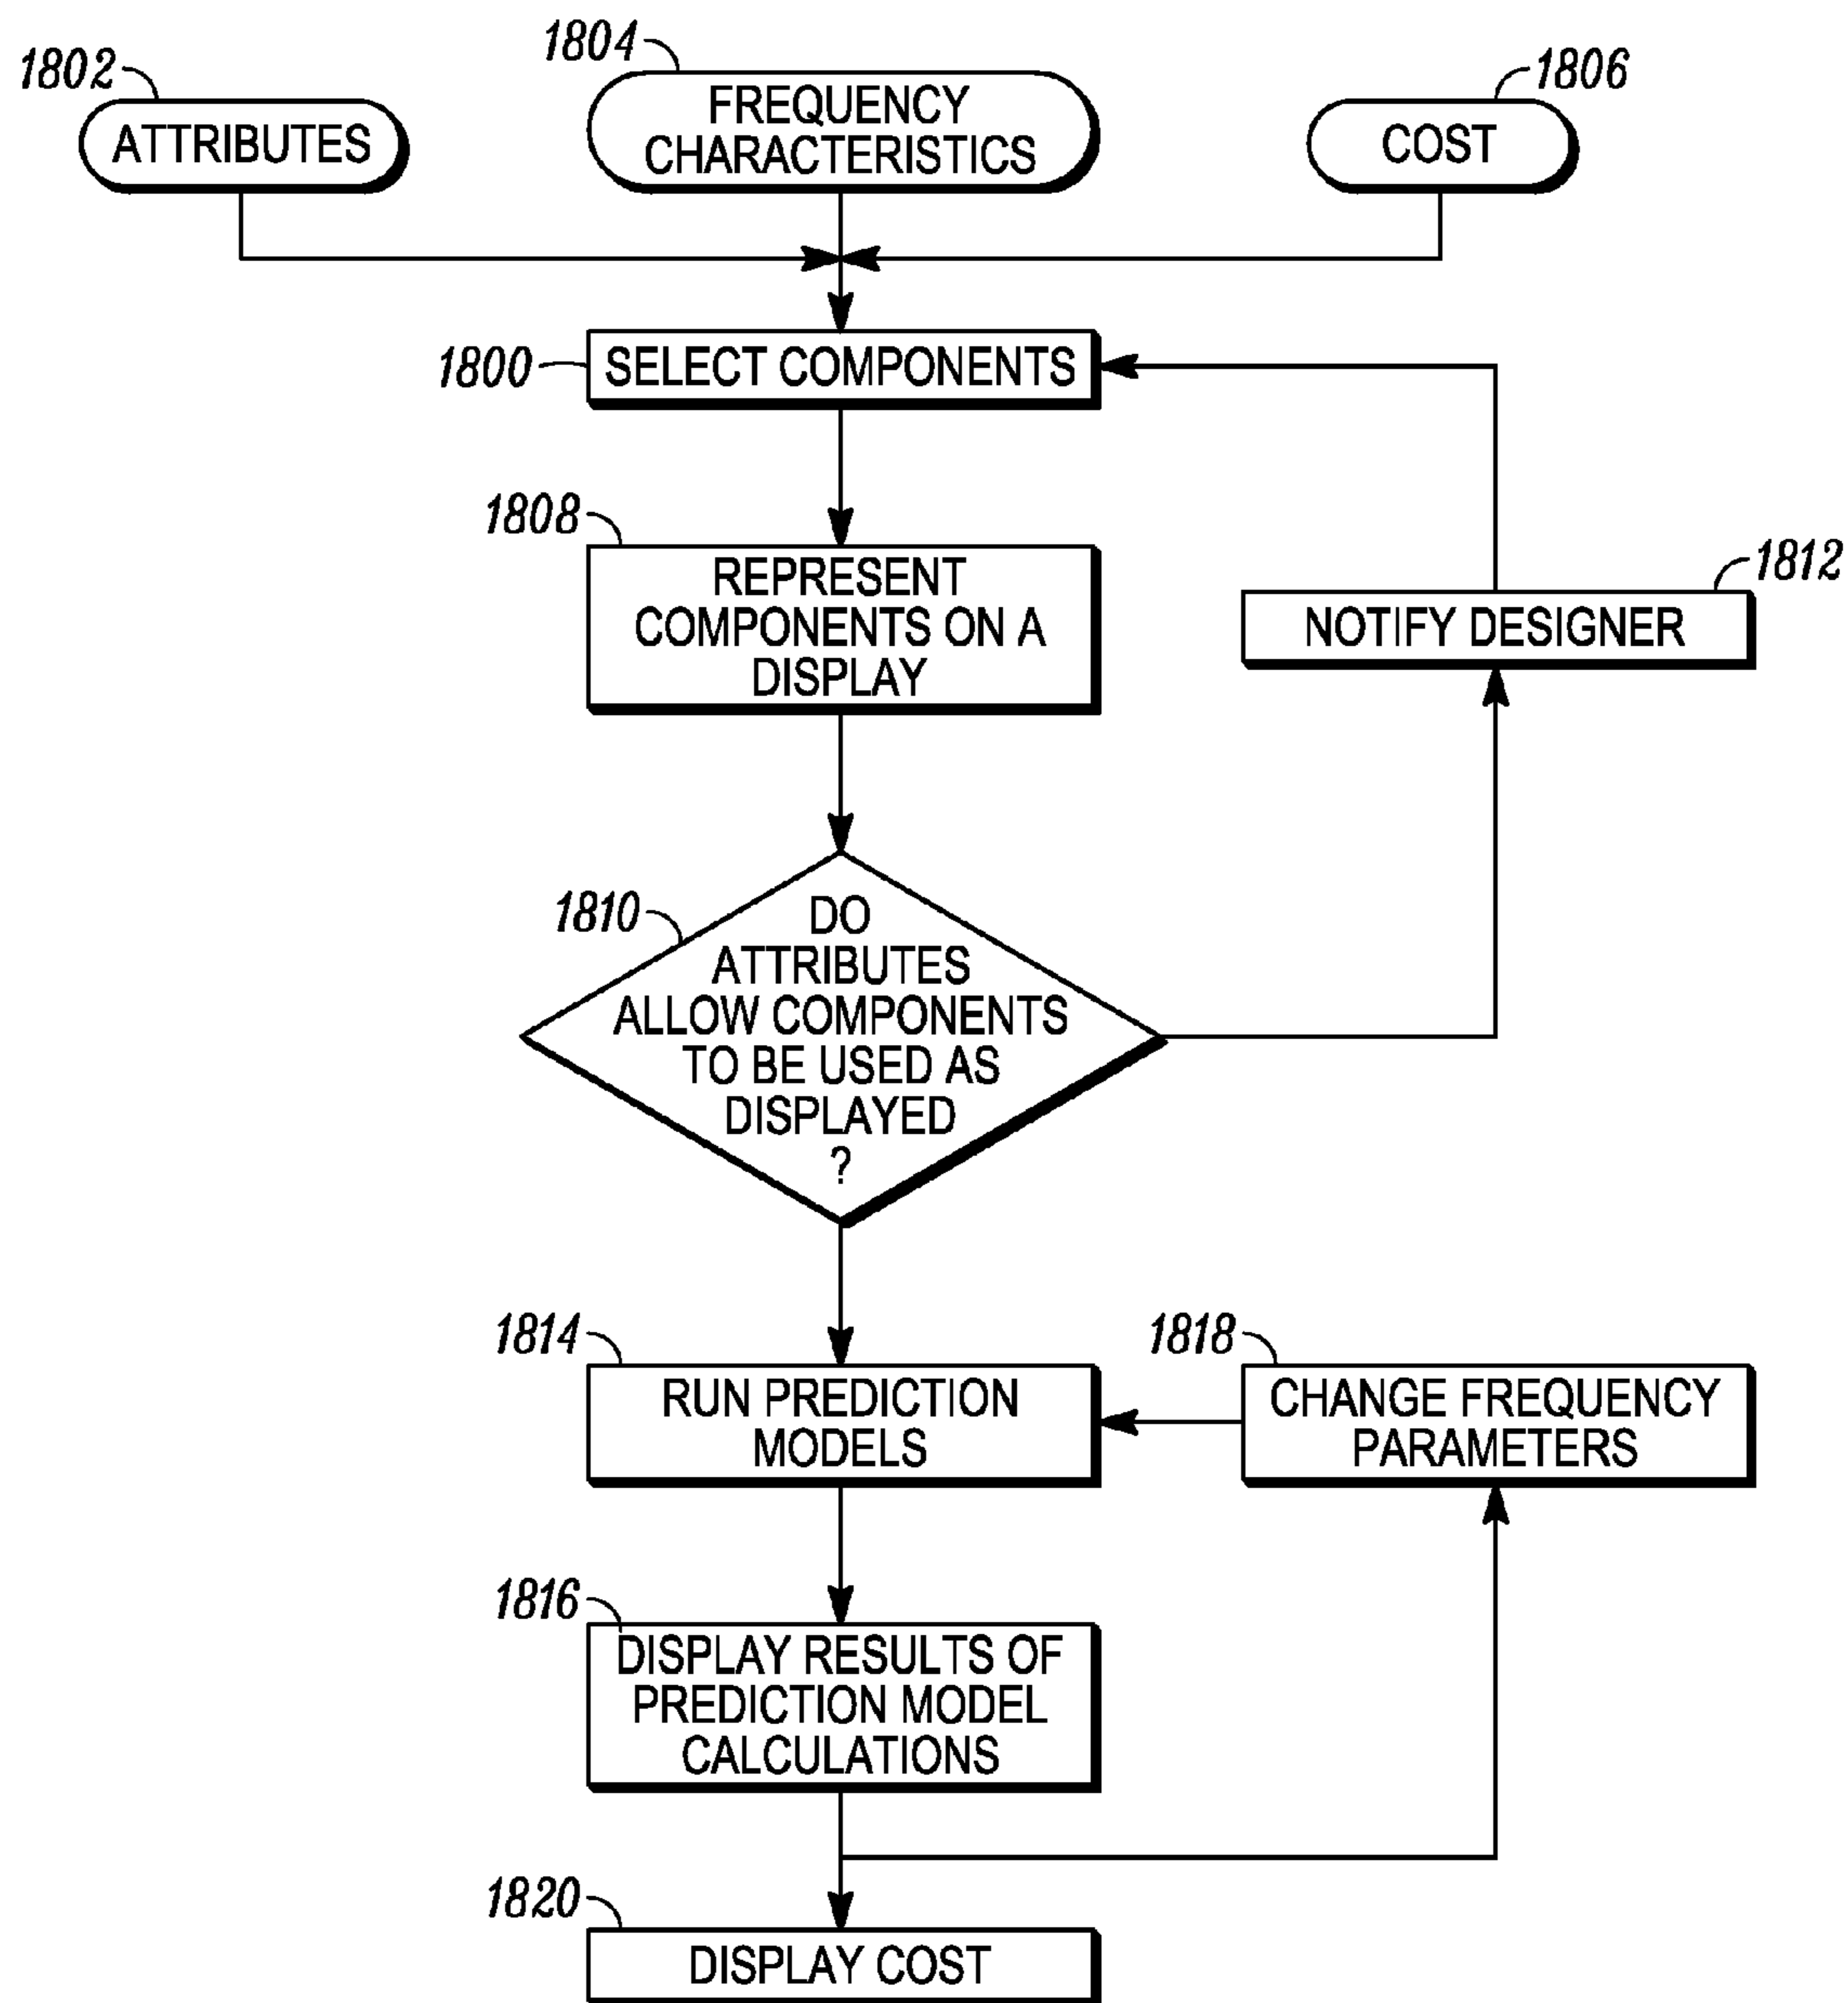 1802
ATTRIBUTES
1804
FREQUENCY
CHARACTERISTICS
1806
COST
1800
SELECT COMPONENTS
1808
REPRESENT
COMPONENTS ON A
DISPLAY
1812
NOTIFY DESIGNER
1810
DO
ATTRIBUTES
ALLOW COMPONENTS
TO BE USED AS
DISPLAYED
?
1814
RUN PREDICTION
MODELS
1818
CHANGE FREQUENCY
PARAMETERS
1816
DISPLAY RESULTS OF
PREDICTION MODEL
CALCULATIONS
1820
DISPLAY COST